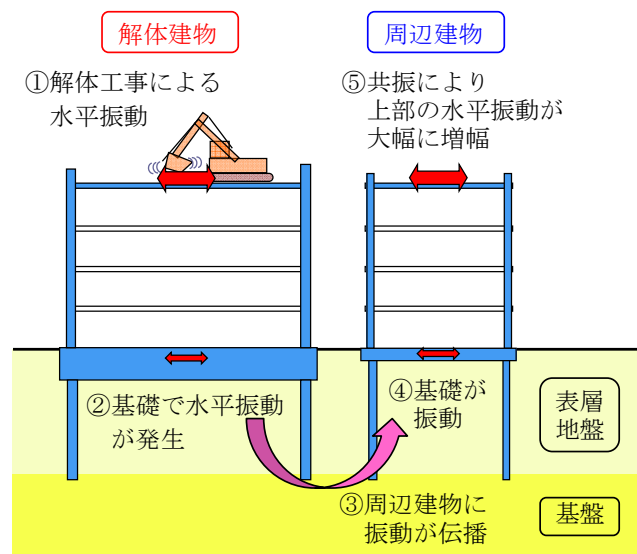 解体建物
周辺建物
①解体工事による
水平振動
⑤共振により
上部の水平振動が
大幅に増幅
②基礎で水平振動
が発生
④基礎が
振動
表層
地盤
③周辺建物に
振動が伝播
基盤